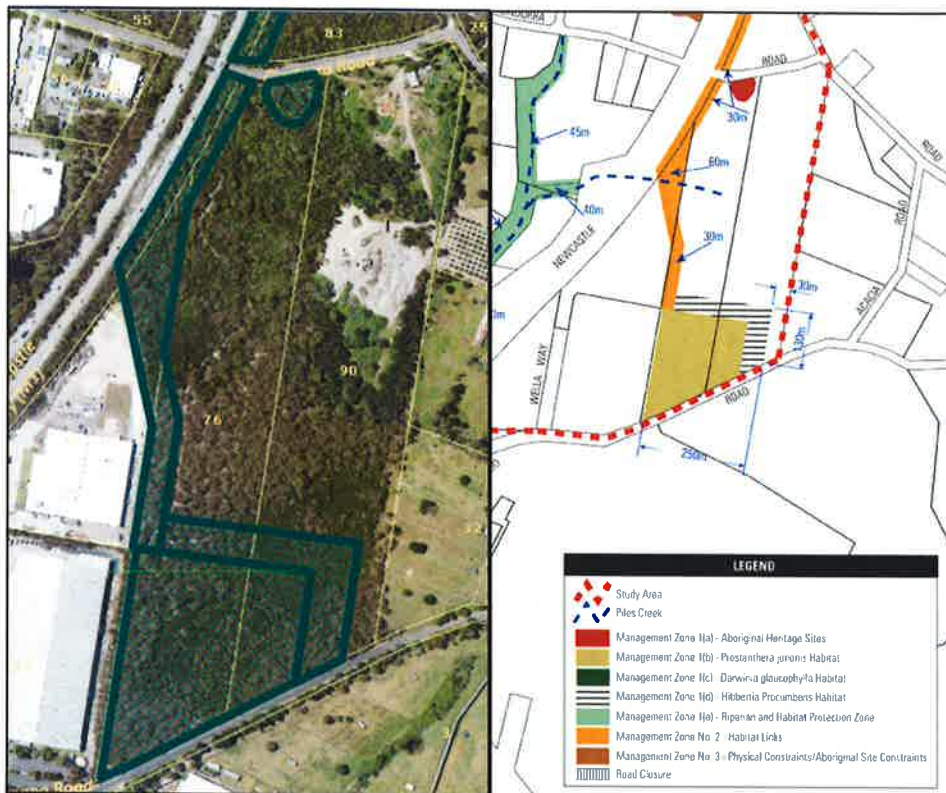 55
83
25
Road
90
76
Road
ROAD
30m
45m
60m
40m
NEWCASTLE
30m
ROAD
ROAD
ACACIA
30m
130m
WELLA WAY
ROAD
250m
LEGEND
Study Area
Piles Creek
Management Zone 1(a) - Aboriginal Heritage Sites
Management Zone 1(b) - Prostanthera junonis Habitat
Management Zone 1(c) - Darwinia glaucophylla Habitat
Management Zone 1(d) - Hibbertia Procumbens Habitat
Management Zone 1(e) - Riparian and Habitat Protection Zone
Management Zone No 2 - Habitat Links
Management Zone No 3 - Physical Constraints/Aboriginal Site Constraints
Road Closure